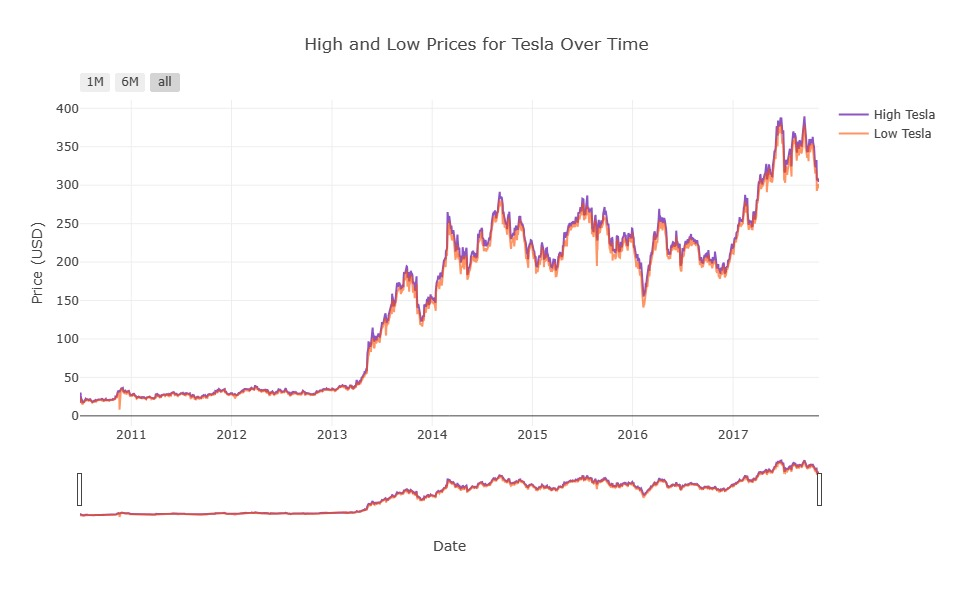 High and Low Prices for Tesla Over Time
1M 6M all
High Tesla
Low Tesla
Price (USD)
400
350
300
250
200
150
100
50
0
2011 2012 2013 2014 2015 2016 2017
Date